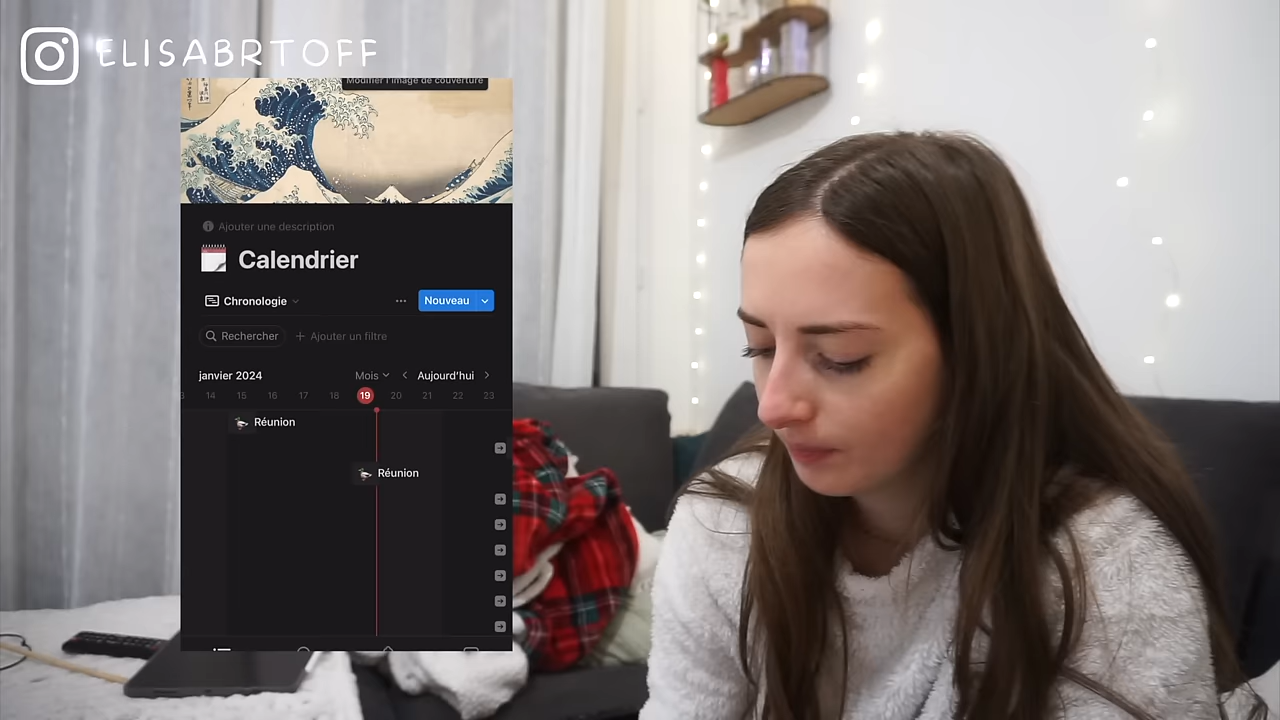 ELISABRTOFF
Modifier l'image de couverture
Ajouter une description
Calendrier
Chronologie
Nouveau
Rechercher
Ajouter un filtre
janvier 2024
Mois
Aujourd'hui
14 15 16 17 18 19 20 21 22 23
Réunion
Réunion